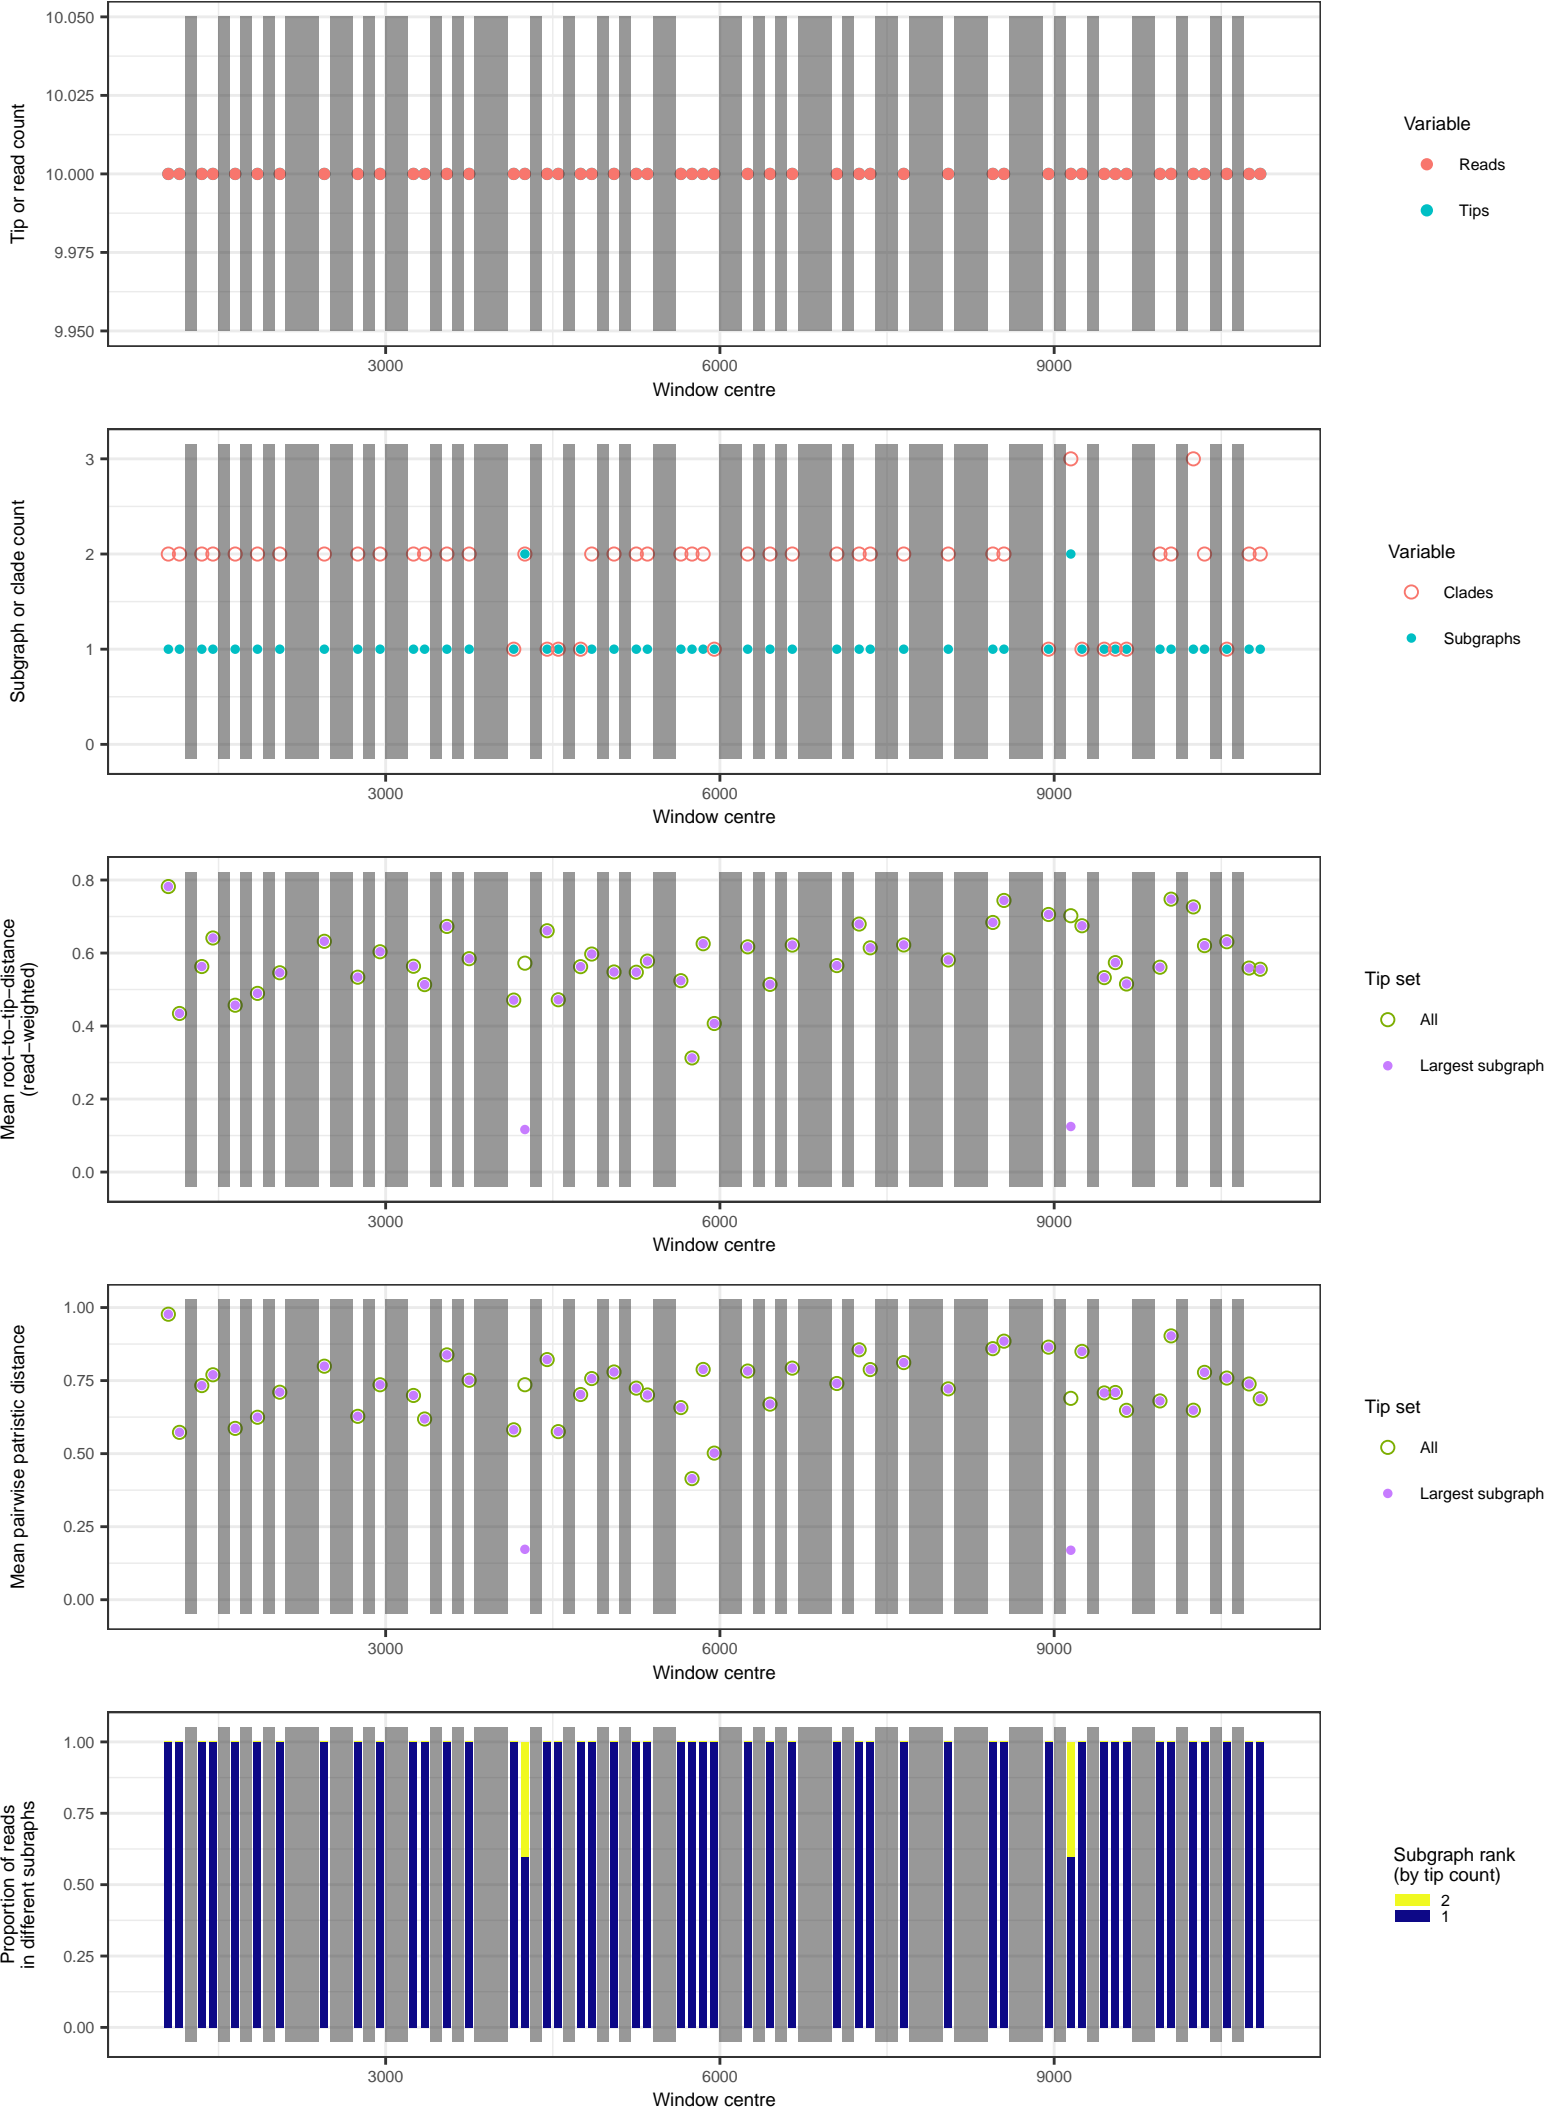 10.050
10.025
10.000
9.975
9.950
Tip or read count
3000
6000
9000
Window centre
Variable
Reads
Tips
3
2
1
0
Subgraph or clade count
3000
6000
9000
Window centre
Variable
Clades
Subgraphs
0.8
0.6
0.4
0.2
0.0
Mean root−to−tip−distance
(read−weighted)
3000
6000
9000
Window centre
Tip set
All
Largest subgraph
1.00
0.75
0.50
0.25
0.00
Mean pairwise patristic distance
3000
6000
9000
Window centre
Tip set
All
Largest subgraph
1.00
0.75
0.50
0.25
0.00
Proportion of reads
in different subraphs
3000
6000
9000
Window centre
Subgraph rank
(by tip count)
2
1